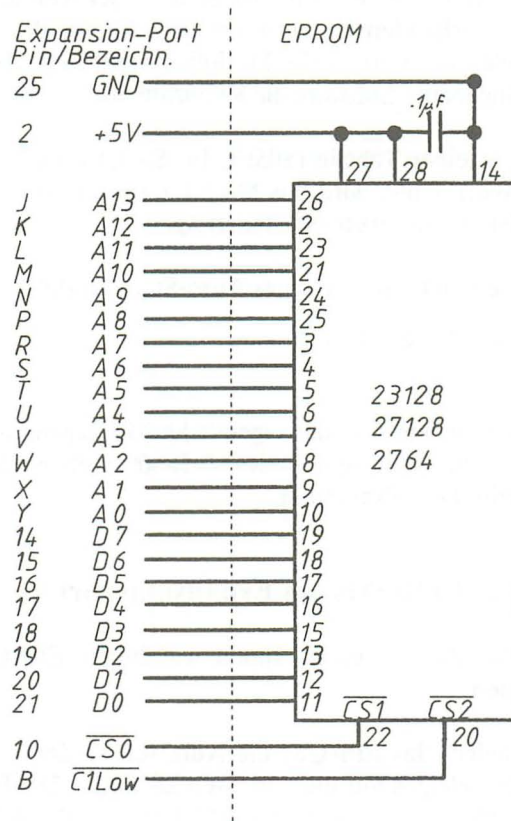 Expansion-Port EPROM
Pin/Bezeichn.
25 GND
.1µF
2 +5V
27 28 14
J A13 26
K A12 2
L A11 23
M A10 21
N A9 24
P A8 25
R A7 3
S A6 4
T A5 5
U A4 6
V A3 7
W A2 8
X A1 9
Y A0 10
14 D7 19
15 D6 18
16 D5 17
17 D4 16
18 D3 15
19 D2 13
20 D1 12
21 D0 11
23128
27128
2764
CS1 CS2
10 CS0 22 20
B C1Low